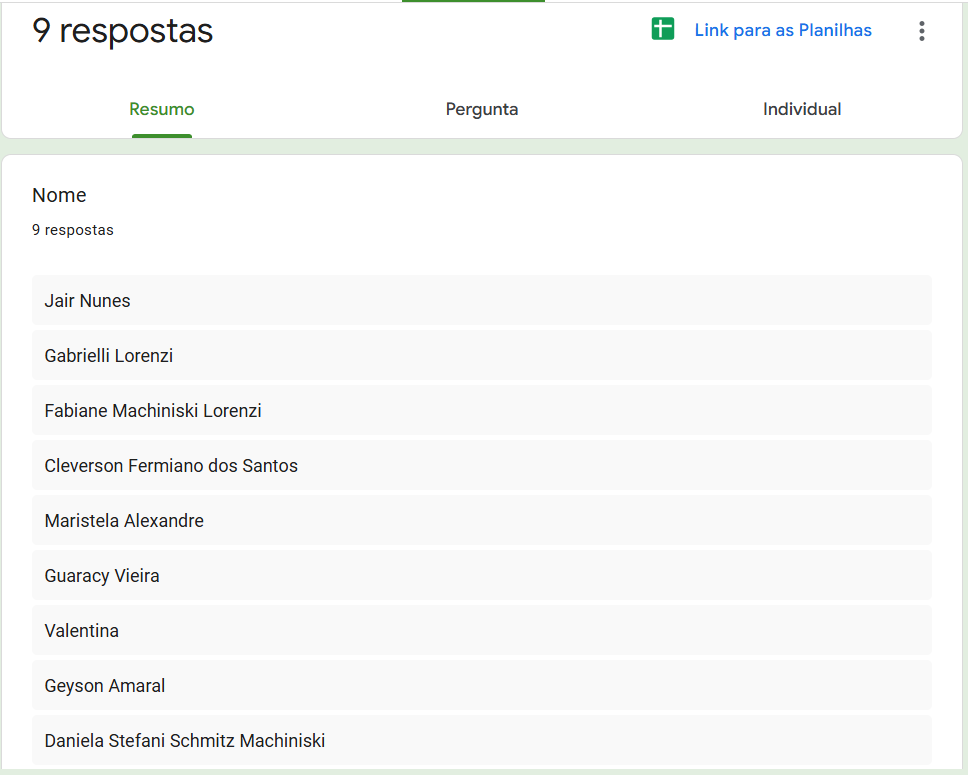 9 respostas
Link para as Planilhas
Resumo
Pergunta
Individual
Nome
9 respostas
Jair Nunes
Gabrielli Lorenzi
Fabiane Machiniski Lorenzi
Cleverson Fermiano dos Santos
Maristela Alexandre
Guaracy Vieira
Valentina
Geyson Amaral
Daniela Stefani Schmitz Machiniski